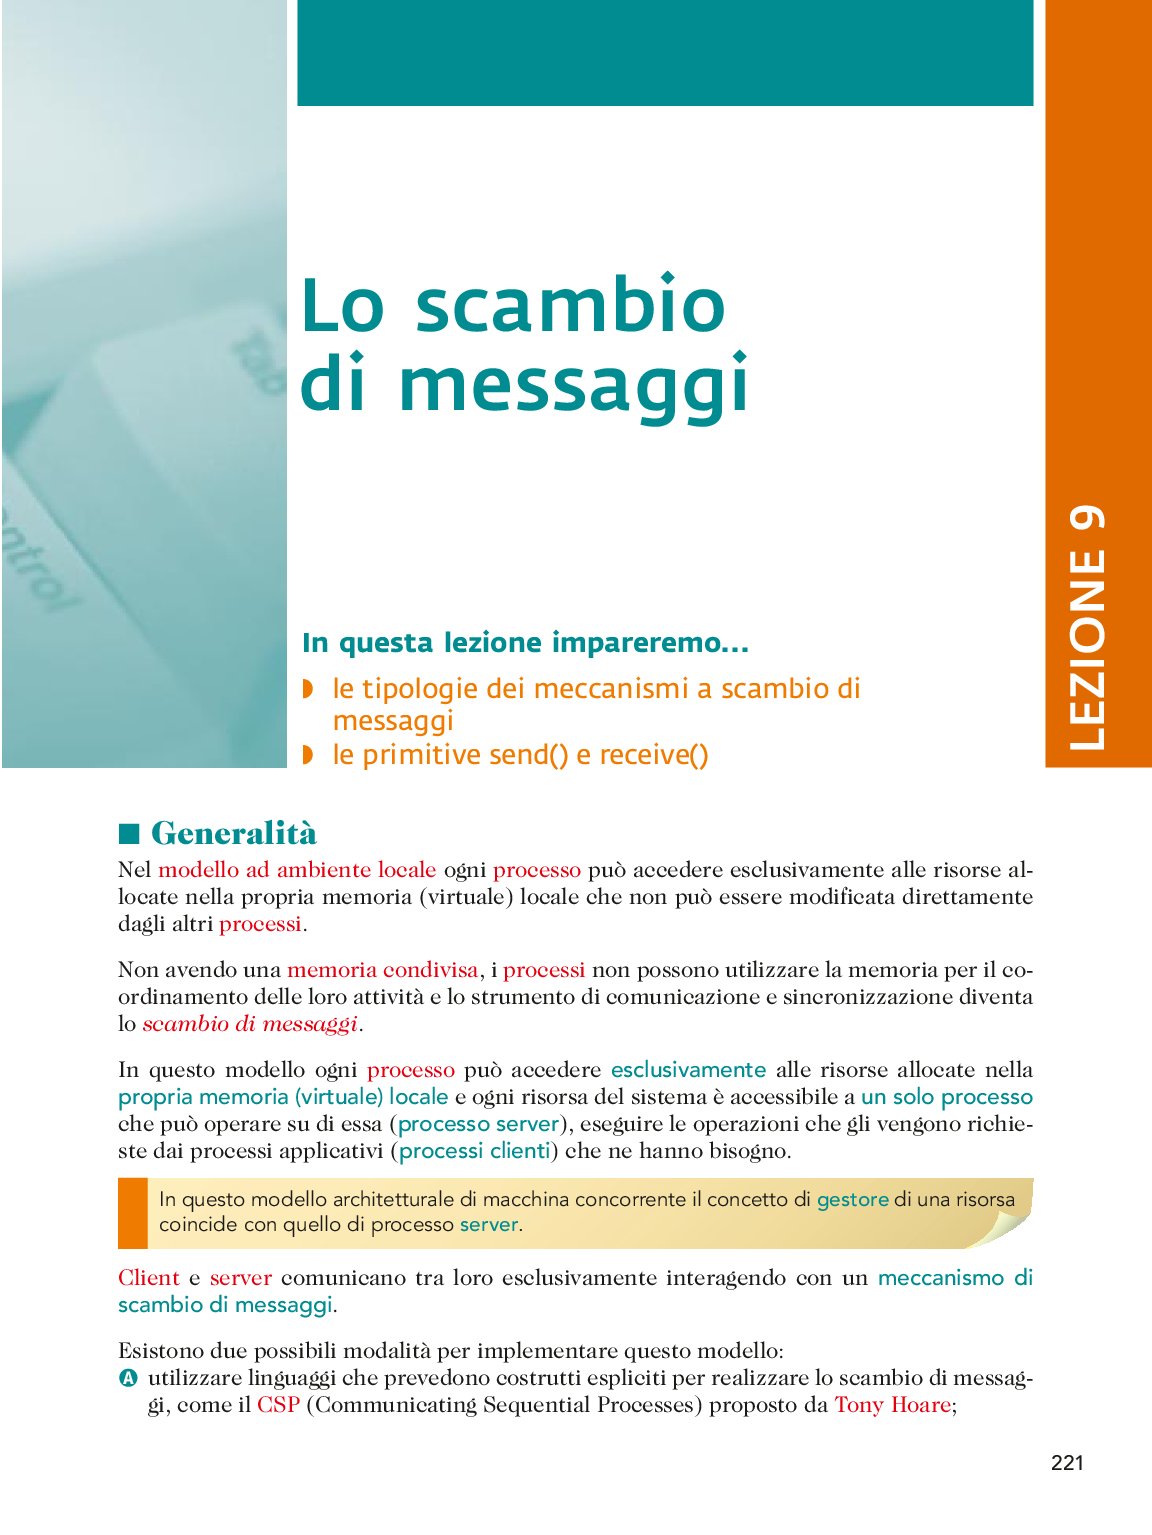 Lo scambio
di messaggi
Tab
ntrol
LEZIONE 9
In questa lezione impareremo...
◗ le tipologie dei meccanismi a scambio di
messaggi
◗ le primitive send() e receive()
■ Generalità
Nel modello ad ambiente locale ogni processo può accedere esclusivamente alle risorse al-
locate nella propria memoria (virtuale) locale che non può essere modificata direttamente
dagli altri processi.
Non avendo una memoria condivisa, i processi non possono utilizzare la memoria per il co-
ordinamento delle loro attività e lo strumento di comunicazione e sincronizzazione diventa
lo scambio di messaggi.
In questo modello ogni processo può accedere esclusivamente alle risorse allocate nella
propria memoria (virtuale) locale e ogni risorsa del sistema è accessibile a un solo processo
che può operare su di essa (processo server), eseguire le operazioni che gli vengono richie-
ste dai processi applicativi (processi clienti) che ne hanno bisogno.
In questo modello architetturale di macchina concorrente il concetto di gestore di una risorsa
coincide con quello di processo server.
Client e server comunicano tra loro esclusivamente interagendo con un meccanismo di
scambio di messaggi.
Esistono due possibili modalità per implementare questo modello:
A utilizzare linguaggi che prevedono costrutti espliciti per realizzare lo scambio di messag-
gi, come il CSP (Communicating Sequential Processes) proposto da Tony Hoare;
221